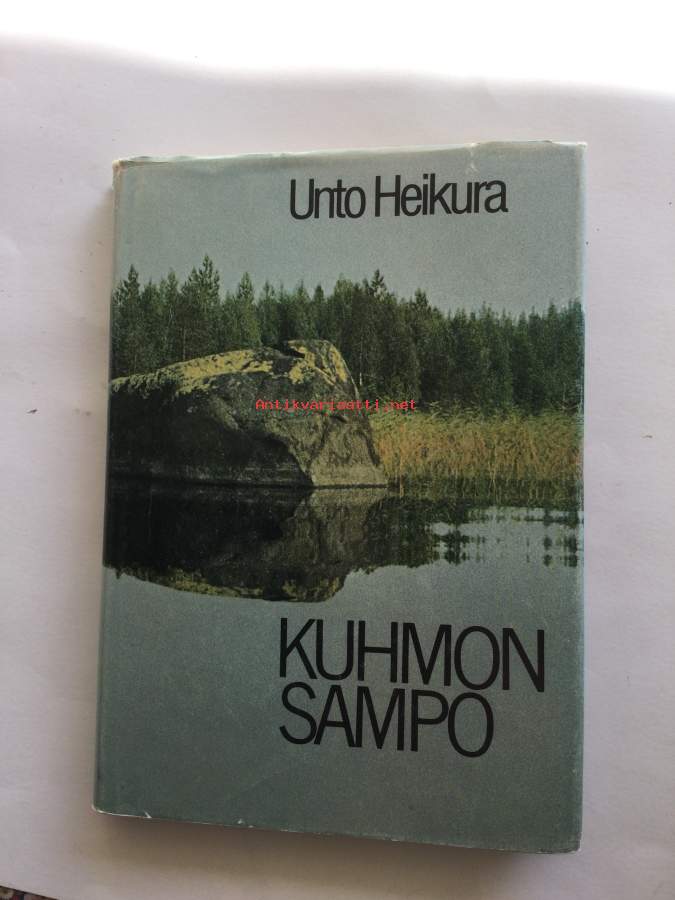 Unto Heikura
Antikvariaatti.net
KUHMON
SAMPO